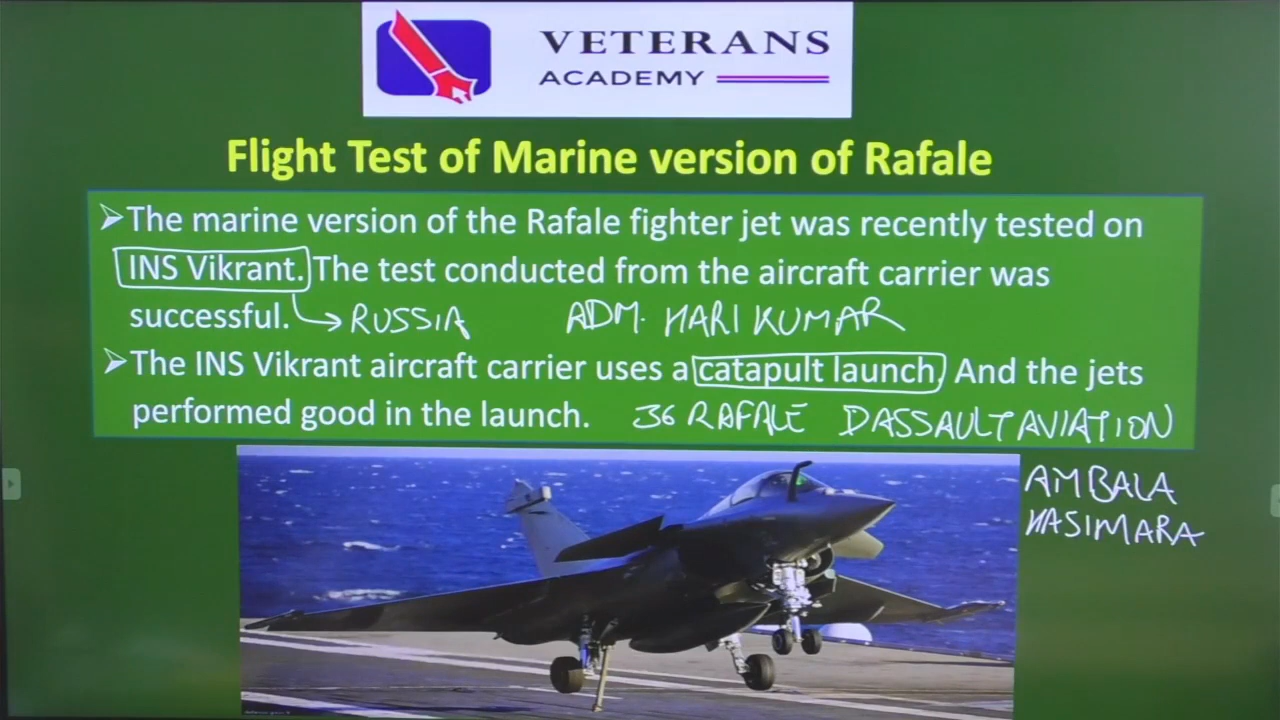 VETERANS
ACADEMY
Flight Test of Marine version of Rafale
➢The marine version of the Rafale fighter jet was recently tested on
INS Vikrant. The test conducted from the aircraft carrier was
successful. → RUSSIA ADM. HARI KUMAR
➢The INS Vikrant aircraft carrier uses a catapult launch. And the jets
performed good in the launch. 36 RAFALE DASSAULT AVIATION
AMBALA
HASIMARA